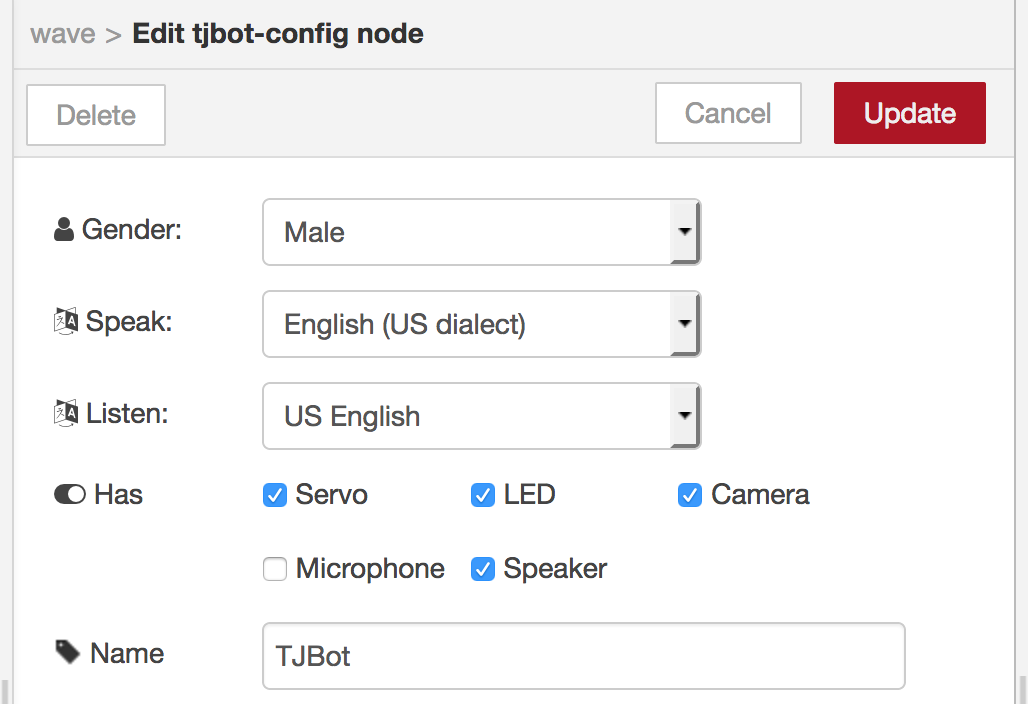 wave > Edit tjbot-config node
Delete Cancel Update
Gender: Male
Speak: English (US dialect)
Listen: US English
Has Servo LED Camera
Microphone Speaker
Name TJBot